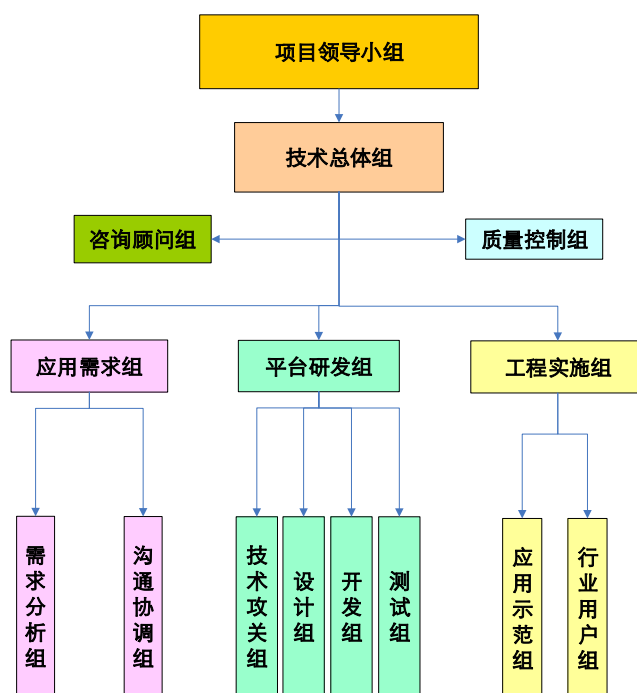 项目领导小组
技术总体组
咨询顾问组
质量控制组
应用需求组
平台研发组
工程实施组
需求分析组
沟通协调组
技术攻关组
设计组
开发组
测试组
应用示范组
行业用户组